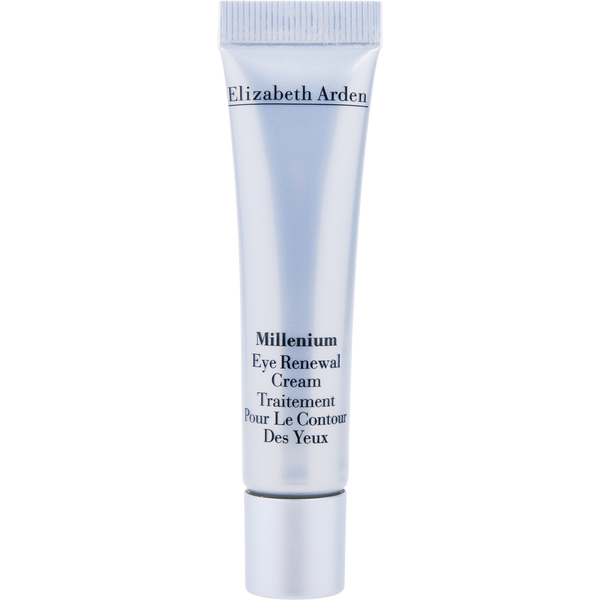 Elizabeth Arden
Millenium
Eye Renewal
Cream
Traitement
Pour Le Contour
Des Yeux